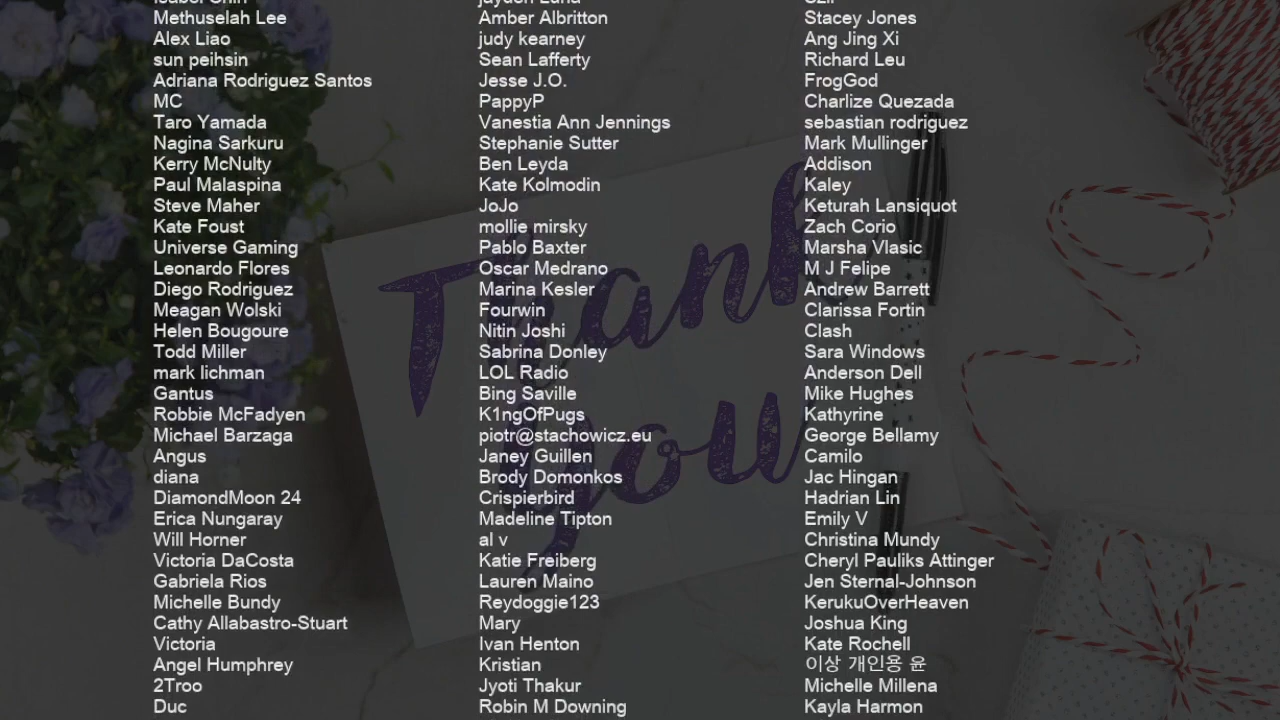 Methuselah Lee
Alex Liao
sun peihsin
Adriana Rodriguez Santos
MC
Taro Yamada
Nagina Sarkuru
Kerry McNulty
Paul Malaspina
Steve Maher
Kate Foust
Universe Gaming
Leonardo Flores
Diego Rodriguez
Meagan Wolski
Helen Bougoure
Todd Miller
mark lichman
Gantus
Robbie McFadyen
Michael Barzaga
Angus
diana
DiamondMoon 24
Erica Nungaray
Will Horner
Victoria DaCosta
Gabriela Rios
Michelle Bundy
Cathy Allabastro-Stuart
Victoria
Angel Humphrey
2Troo
Duc
Amber Albritton
judy kearney
Sean Lafferty
Jesse J.O.
PappyP
Vanestia Ann Jennings
Stephanie Sutter
Ben Leyda
Kate Kolmodin
JoJo
mollie mirsky
Pablo Baxter
Oscar Medrano
Marina Kesler
Fourwin
Nitin Joshi
Sabrina Donley
LOL Radio
Bing Saville
K1ngOfPugs
piotr@stachowicz.eu
Janey Guillen
Brody Domonkos
Crispierbird
Madeline Tipton
al v
Katie Freiberg
Lauren Maino
Reydoggie123
Mary
Ivan Henton
Kristian
Jyoti Thakur
Robin M Downing
Stacey Jones
Ang Jing Xi
Richard Leu
FrogGod
Charlize Quezada
sebastian rodriguez
Mark Mullinger
Addison
Kaley
Keturah Lansiquot
Zach Corio
Marsha Vlasic
M J Felipe
Andrew Barrett
Clarissa Fortin
Clash
Sara Windows
Anderson Dell
Mike Hughes
Kathyrine
George Bellamy
Camilo
Jac Hingan
Hadrian Lin
Emily V
Christina Mundy
Cheryl Pauliks Attinger
Jen Sternal-Johnson
KerukuOverHeaven
Joshua King
Kate Rochell
이상 개인용 윤
Michelle Millena
Kayla Harmon
Thank
you